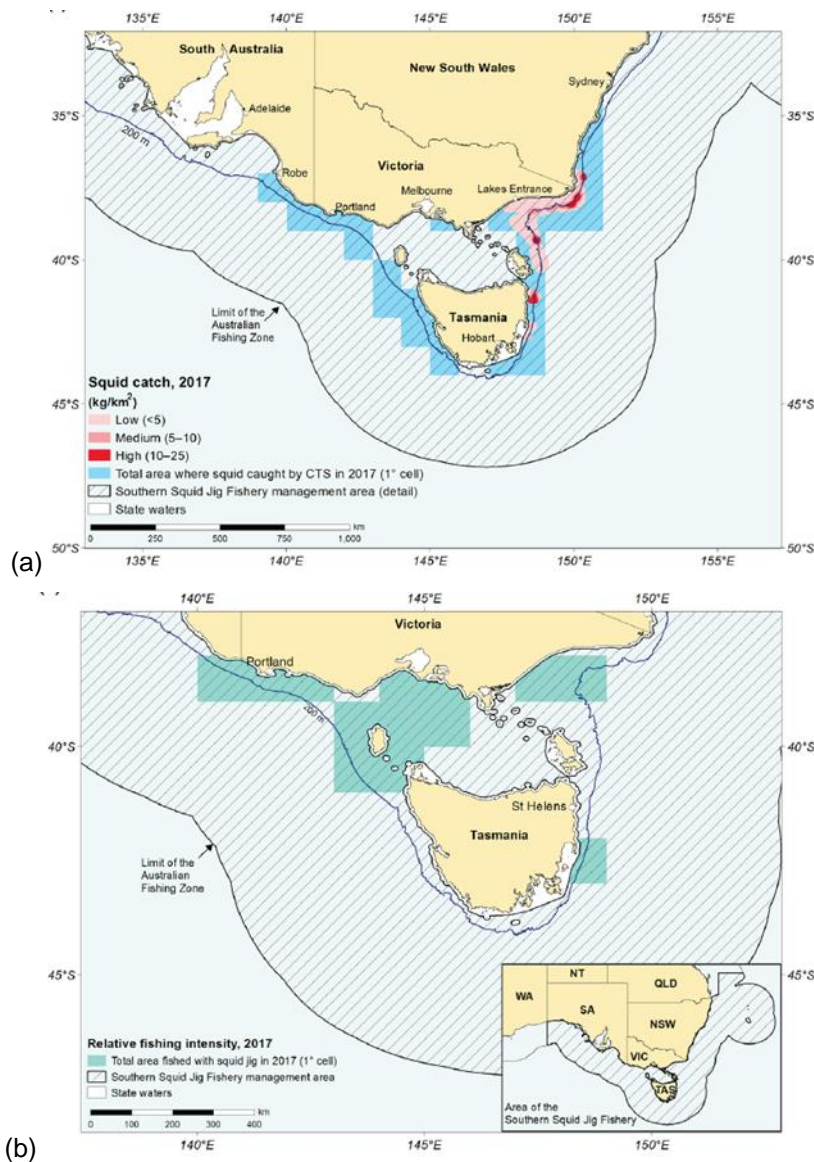 135°E 140°E 145°E 150°E 155°E
South Australia
New South Wales
Sydney
35°S 35°S
Adelaide
200 m
Victoria
Robe
Melbourne
Lakes Entrance
Portland
40°S 40°S
Limit of the
Australian
Fishing Zone
Tasmania
Hobart
Squid catch, 2017
(kg/km²)
45°S 45°S
Low (<5)
Medium (5–10)
High (10–25)
Total area where squid caught by CTS in 2017 (1° cell)
Southern Squid Jig Fishery management area (detail)
State waters
km
0 250 500 750 1,000
50°S 50°S
135°E 140°E 145°E 150°E 155°E
(a)
140°E 145°E 150°E
Victoria
Portland
200 m
40°S 40°S
St Helens
Tasmania
Limit of the
Australian
Fishing Zone
45°S 45°S
NT
QLD
WA
SA
NSW
VIC
TAS
Area of the
Southern Squid Jig Fishery
Relative fishing intensity, 2017
Total area fished with squid jig in 2017 (1° cell)
Southern Squid Jig Fishery management area
State waters
km
0 100 200 300 400
140°E 145°E 150°E
(b)